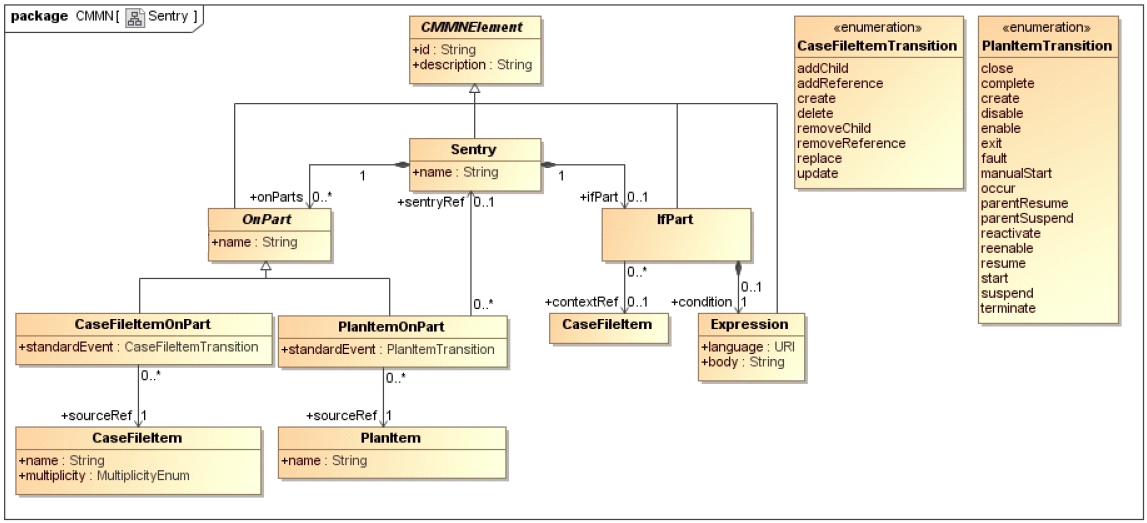 package CMMN [ Sentry ]
CMMNElement
+id : String
+description : String
Sentry
+name : String
1
1
+onParts
0..*
+sentryRef
0..1
+ifPart
0..1
OnPart
+name : String
IfPart
0..*
0..1
+contextRef
0..1
+condition
1
0..*
CaseFileItemOnPart
+standardEvent : CaseFileItemTransition
PlanItemOnPart
+standardEvent : PlanItemTransition
CaseFileItem
Expression
+language : URI
+body : String
0..*
0..*
+sourceRef
1
+sourceRef
1
CaseFileItem
+name : String
+multiplicity : MultiplicityEnum
PlanItem
+name : String
«enumeration»
CaseFileItemTransition
addChild
addReference
create
delete
removeChild
removeReference
replace
update
«enumeration»
PlanItemTransition
close
complete
create
disable
enable
exit
fault
manualStart
occur
parentResume
parentSuspend
reactivate
reenable
resume
start
suspend
terminate